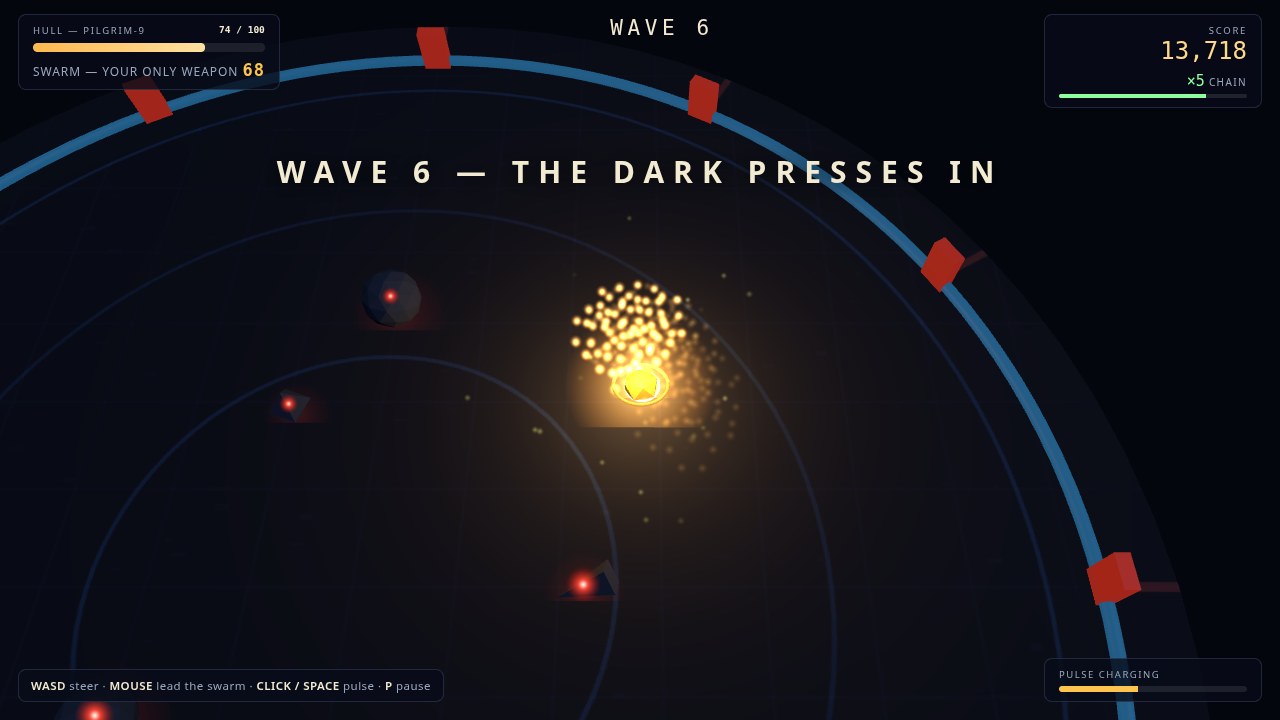 HULL — PILGRIM-9 74 / 100
SWARM — YOUR ONLY WEAPON 68
WAVE 6
SCORE
13,718
×5 CHAIN
WAVE 6 — THE DARK PRESSES IN
WASD steer · MOUSE lead the swarm · CLICK / SPACE pulse · P pause
PULSE CHARGING